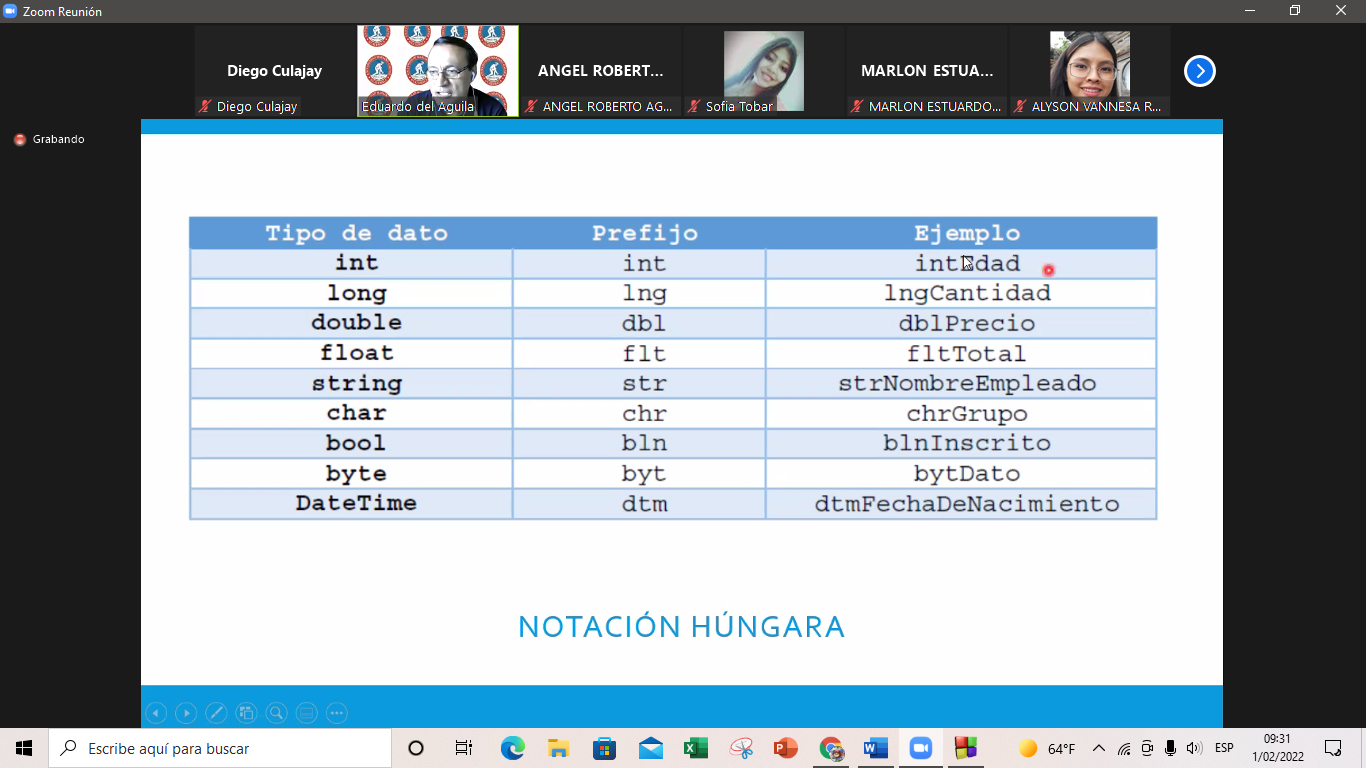 Zoom Reunión
Diego Culajay
ANGEL ROBERT...
MARLON ESTUA...
Diego Culajay
Eduardo del Aguila
ANGEL ROBERTO AG...
Sofia Tobar
MARLON ESTUARDO...
ALYSON VANNESA R...
Grabando
Tipo de dato Prefijo Ejemplo
int int intEdad
long lng lngCantidad
double dbl dblPrecio
float flt fltTotal
string str strNombreEmpleado
char chr chrGrupo
bool bln blnInscrito
byte byt bytDato
DateTime dtm dtmFechaDeNacimiento
NOTACIÓN HÚNGARA
Escribe aquí para buscar
64°F
ESP
09:31
1/02/2022